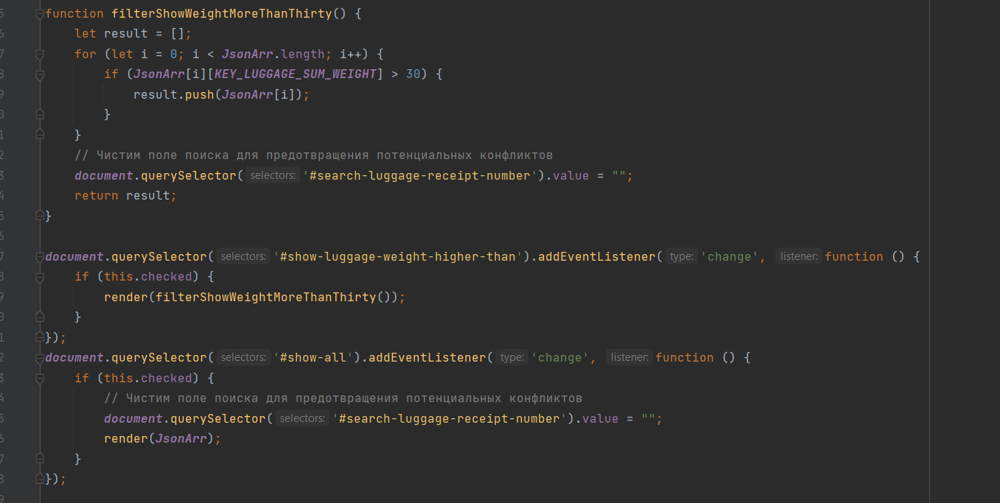 function filterShowWeightMoreThanThirty() {
let result = [];
for (let i = 0; i < JsonArr.length; i++) {
if (JsonArr[i][KEY_LUGGAGE_SUM_WEIGHT] > 30) {
result.push(JsonArr[i]);
}
}
// Чистим поле поиска для предотвращения потенциальных конфликтов
document.querySelector( selectors: '#search-luggage-receipt-number').value = "";
return result;
}
document.querySelector( selectors: '#show-luggage-weight-higher-than').addEventListener( type: 'change', listener: function () {
if (this.checked) {
render(filterShowWeightMoreThanThirty());
}
});
document.querySelector( selectors: '#show-all').addEventListener( type: 'change', listener: function () {
if (this.checked) {
// Чистим поле поиска для предотвращения потенциальных конфликтов
document.querySelector( selectors: '#search-luggage-receipt-number').value = "";
render(JsonArr);
}
});